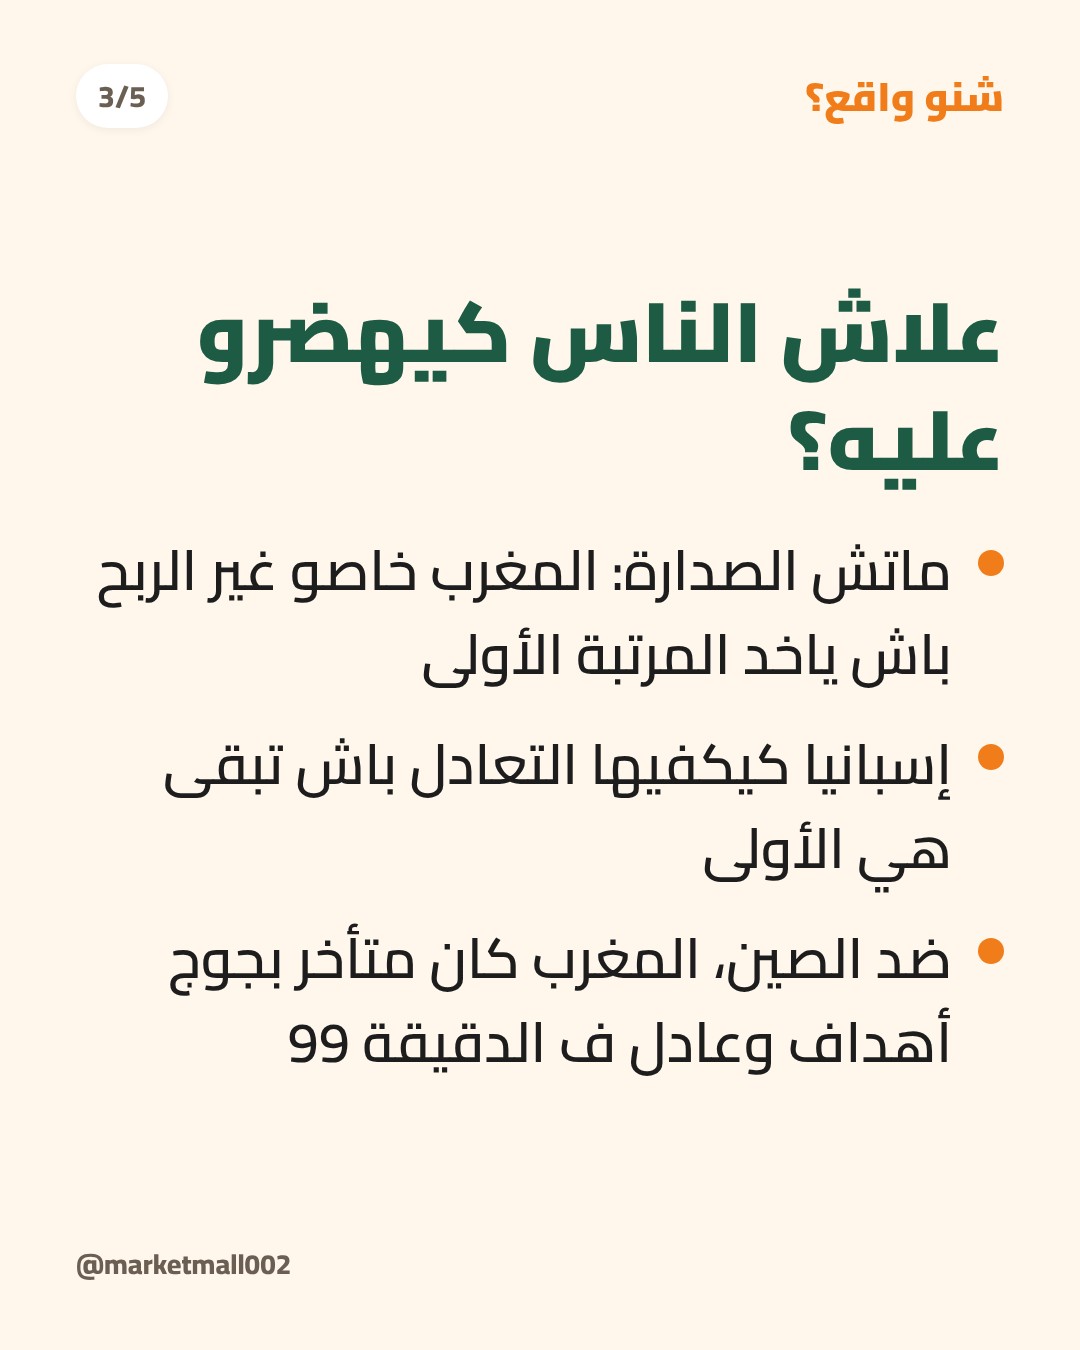 شنو واقع؟
3/5
علاش الناس كيهضرو
عليه؟
ماتش الصدارة: المغرب خاصو غير الربح
باش ياخد المرتبة الأولى
إسبانيا كيكفيها التعادل باش تبقى
هي الأولى
ضد الصين، المغرب كان متأخر بجوج
أهداف وعادل ف الدقيقة 99
@marketmall002